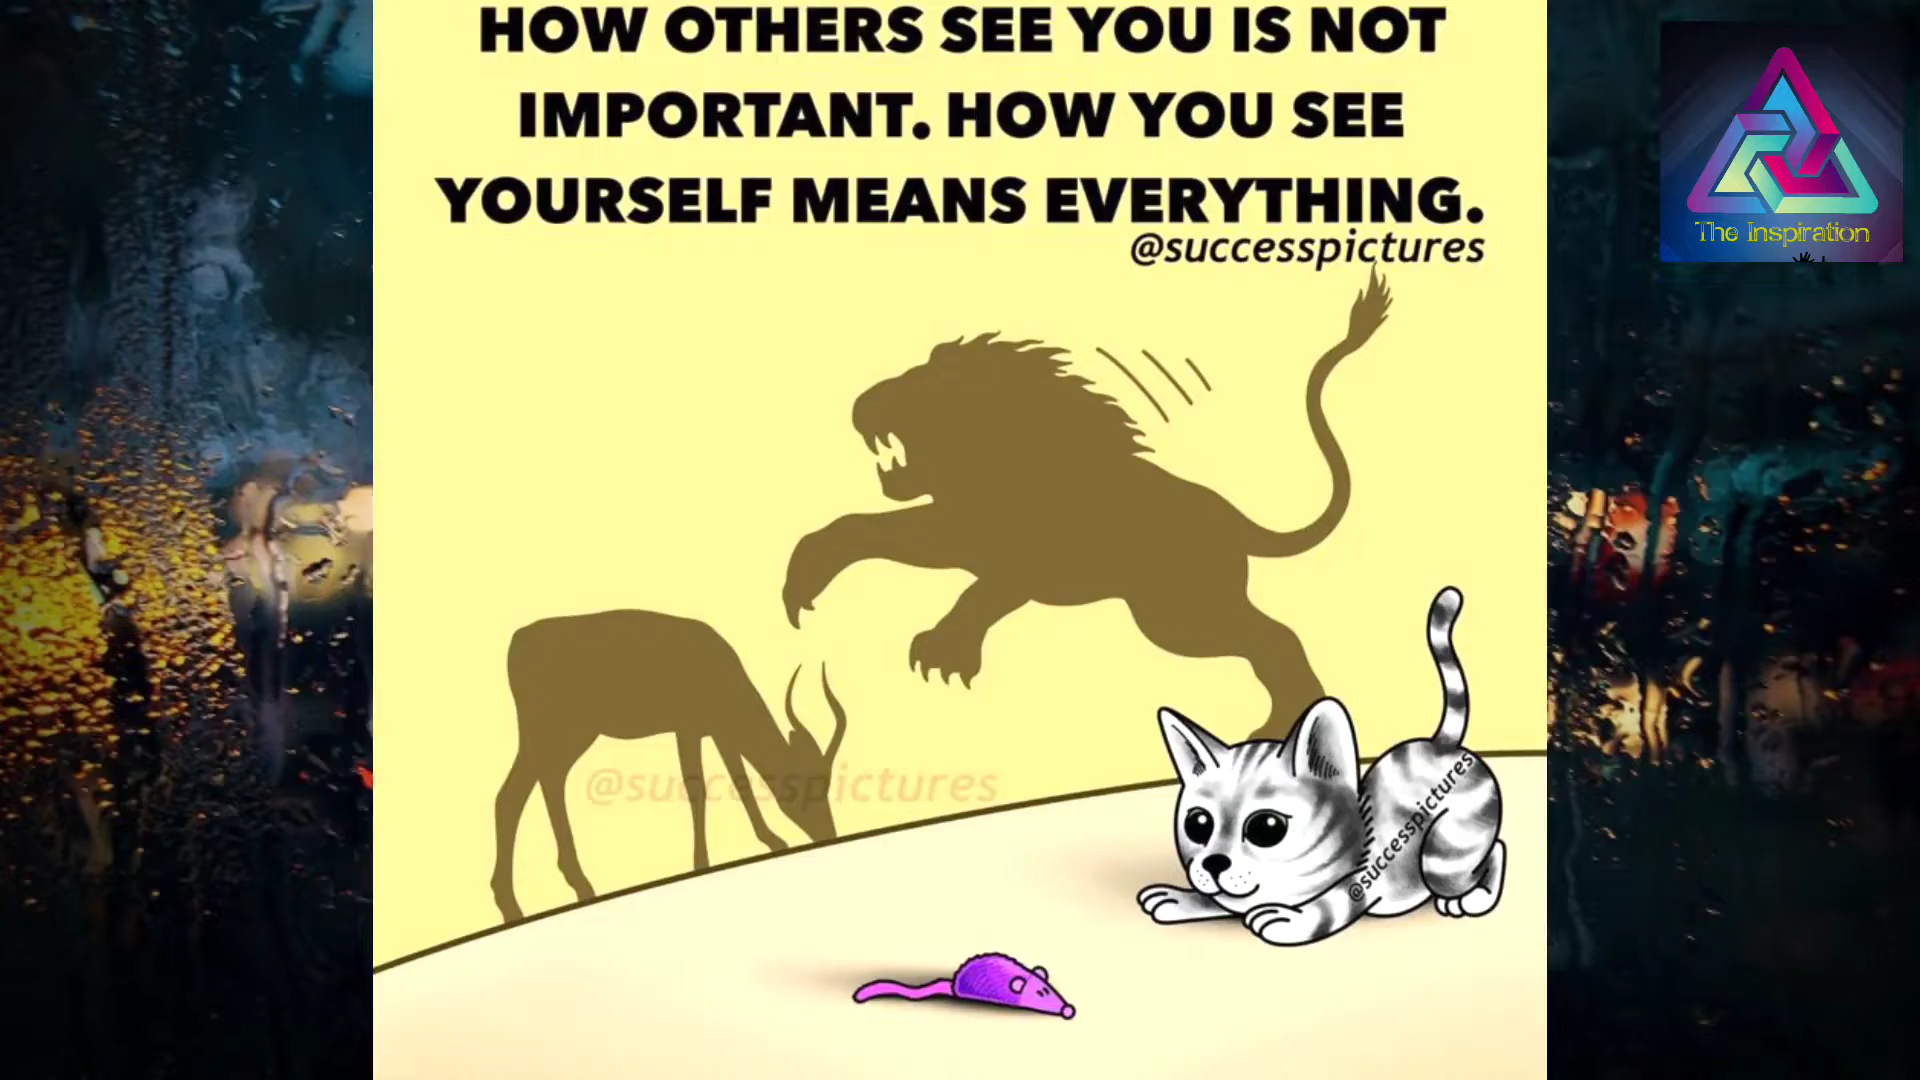 HOW OTHERS SEE YOU IS NOT
IMPORTANT. HOW YOU SEE
YOURSELF MEANS EVERYTHING.
@successpictures
The Inspiration
@successpictures
@successpictures